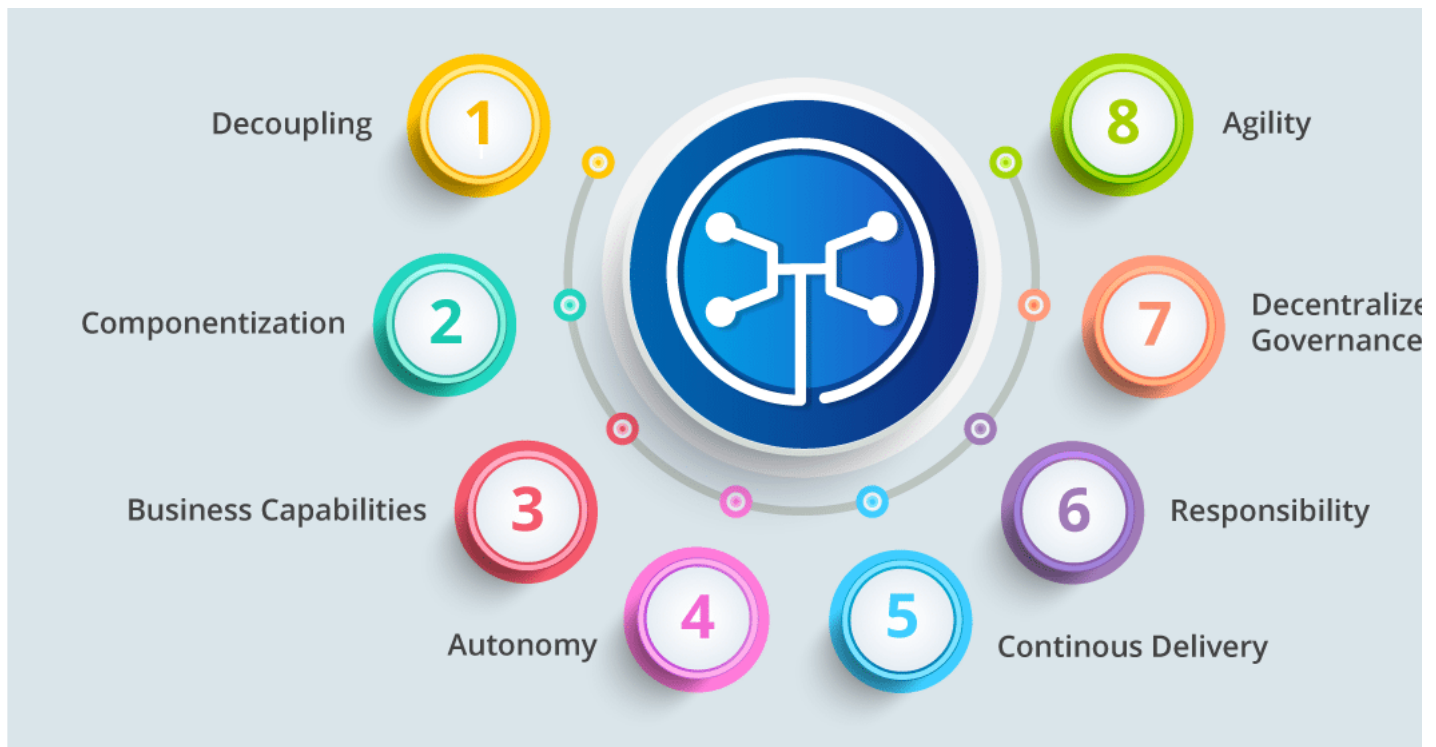 1
Decoupling
2
Componentization
3
Business Capabilities
4
Autonomy
5
Continous Delivery
6
Responsibility
7
Decentralize
Governance
8
Agility